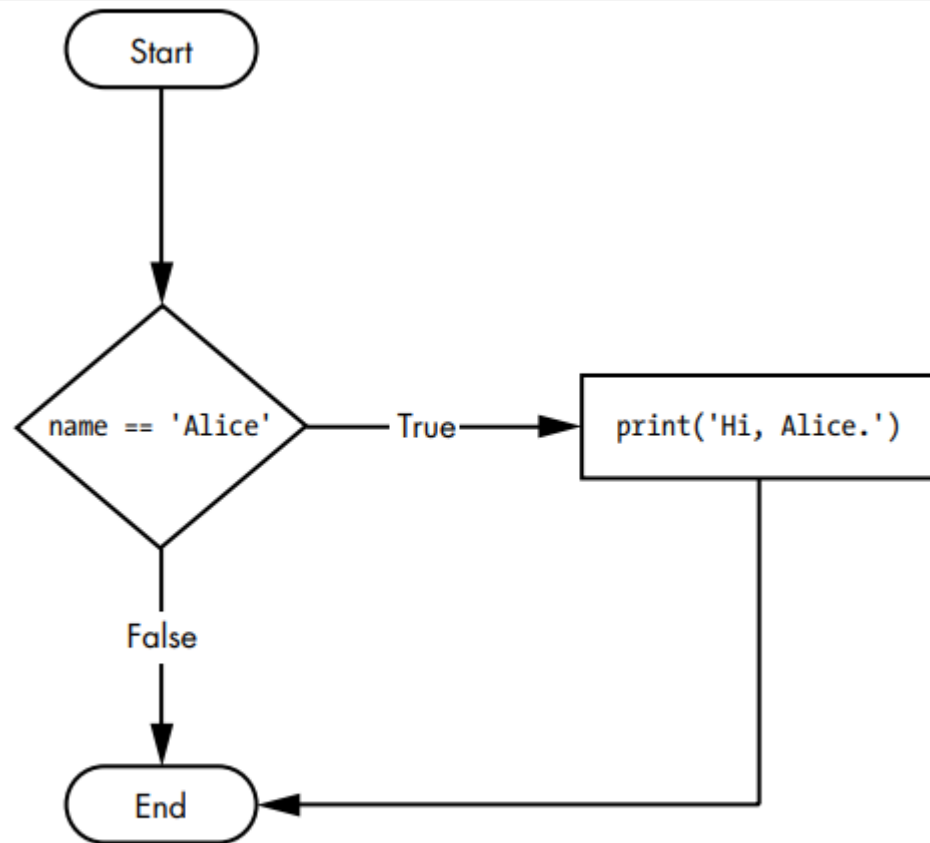 Start
name == 'Alice'
True
print('Hi, Alice.')
False
End